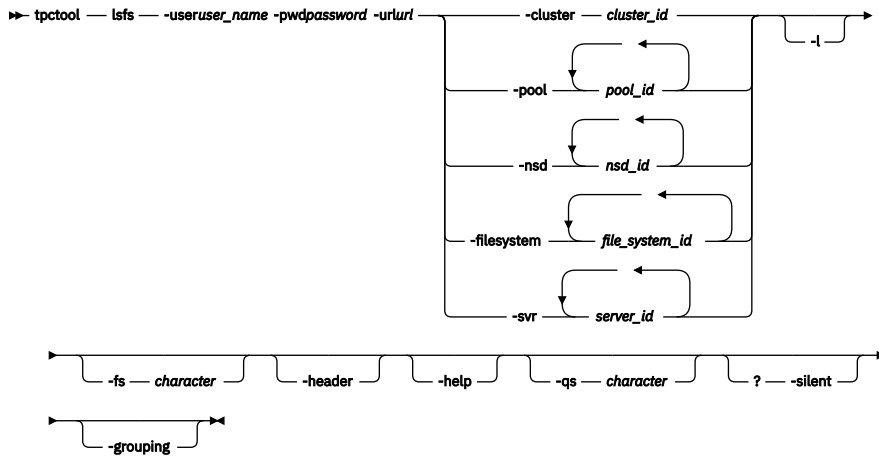 tpctool lsfs -useruser_name -pwdpassword -urlurl -cluster cluster_id -l
-pool pool_id
-nsd nsd_id
-filesystem file_system_id
-svr server_id
-fs character -header -help -qs character ? -silent
-grouping